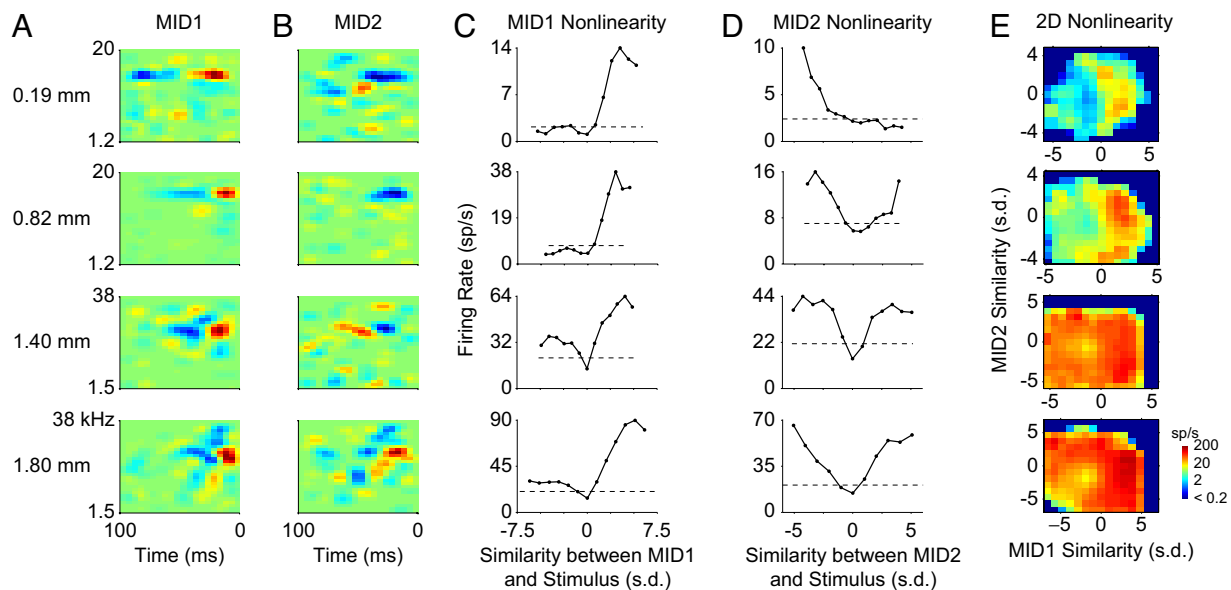 A MID1 B MID2 C MID1 Nonlinearity D MID2 Nonlinearity E 2D Nonlinearity
0.19 mm
20
1.2
14
7
0
10
5
0
4
0
-4
-5 0 5
0.82 mm
20
1.2
38
19
0
16
8
0
4
0
-4
-5 0 5
1.40 mm
38
1.5
64
32
0
44
22
0
5
0
-5
-5 0 5
1.80 mm
38 kHz
1.5
90
45
0
70
35
0
5
0
-5
−5 0 5
sp/s
200
20
2
< 0.2
100 0
100 0
-7.5 0 7.5
-5 0 5
Time (ms)
Time (ms)
Firing Rate (sp/s)
Similarity between MID1
and Stimulus (s.d.)
Similarity between MID2
and Stimulus (s.d.)
MID2 Similarity (s.d.)
MID1 Similarity (s.d.)